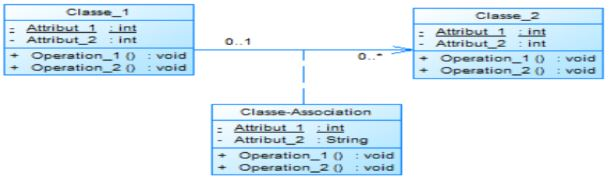 Classe_1
- Attribut_1 : int
- Attribut_2 : int
+ Operation_1 () : void
+ Operation_2 () : void
0..1
0..*
Classe_2
- Attribut_1 : int
- Attribut_2 : int
+ Operation_1 () : void
+ Operation_2 () : void
Classe-Association
- Attribut_1 : int
- Attribut_2 : String
+ Operation_1 () : void
+ Operation_2 () : void